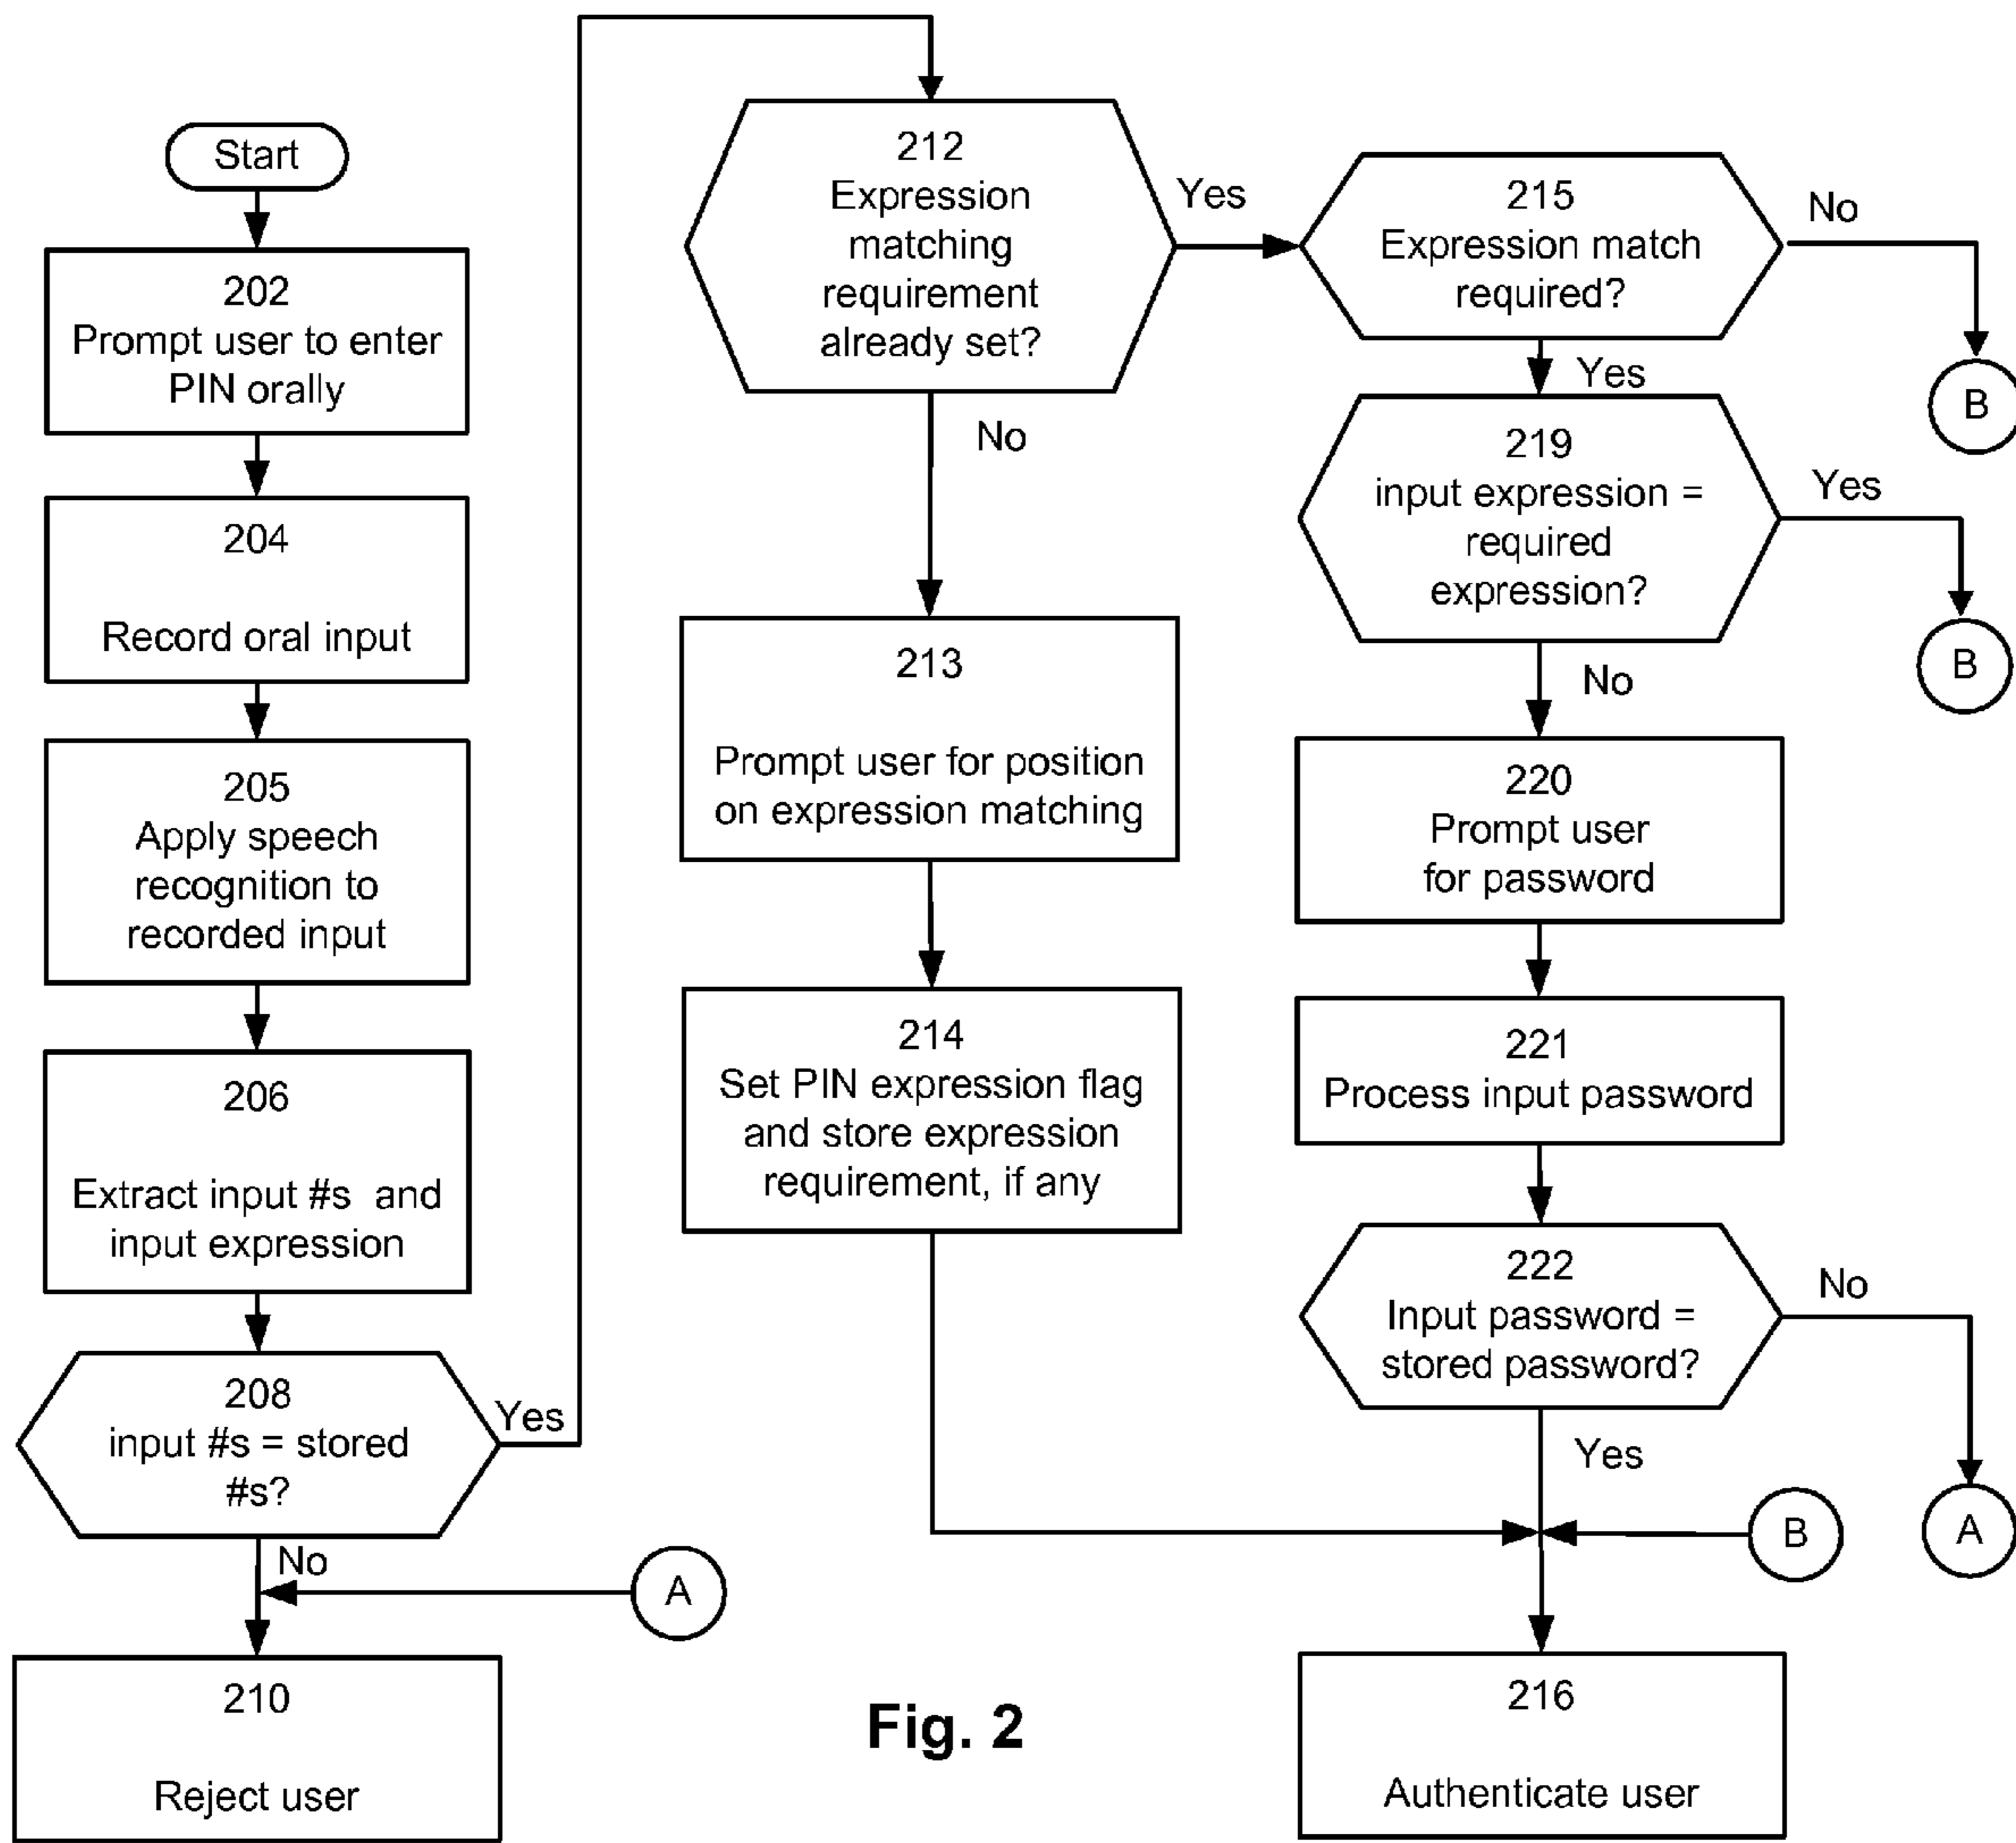 Start
202
Prompt user to enter
PIN orally
204
Record oral input
205
Apply speech
recognition to
recorded input
206
Extract input #s and
input expression
208
input #s = stored
#s?
Yes
No
A
210
Reject user
212
Expression
matching
requirement
already set?
Yes
No
213
Prompt user for position
on expression matching
214
Set PIN expression flag
and store expression
requirement, if any
215
Expression match
required?
No
B
Yes
219
input expression =
required
expression?
Yes
B
No
220
Prompt user
for password
221
Process input password
222
Input password =
stored password?
No
A
Yes
B
216
Authenticate user
Fig. 2